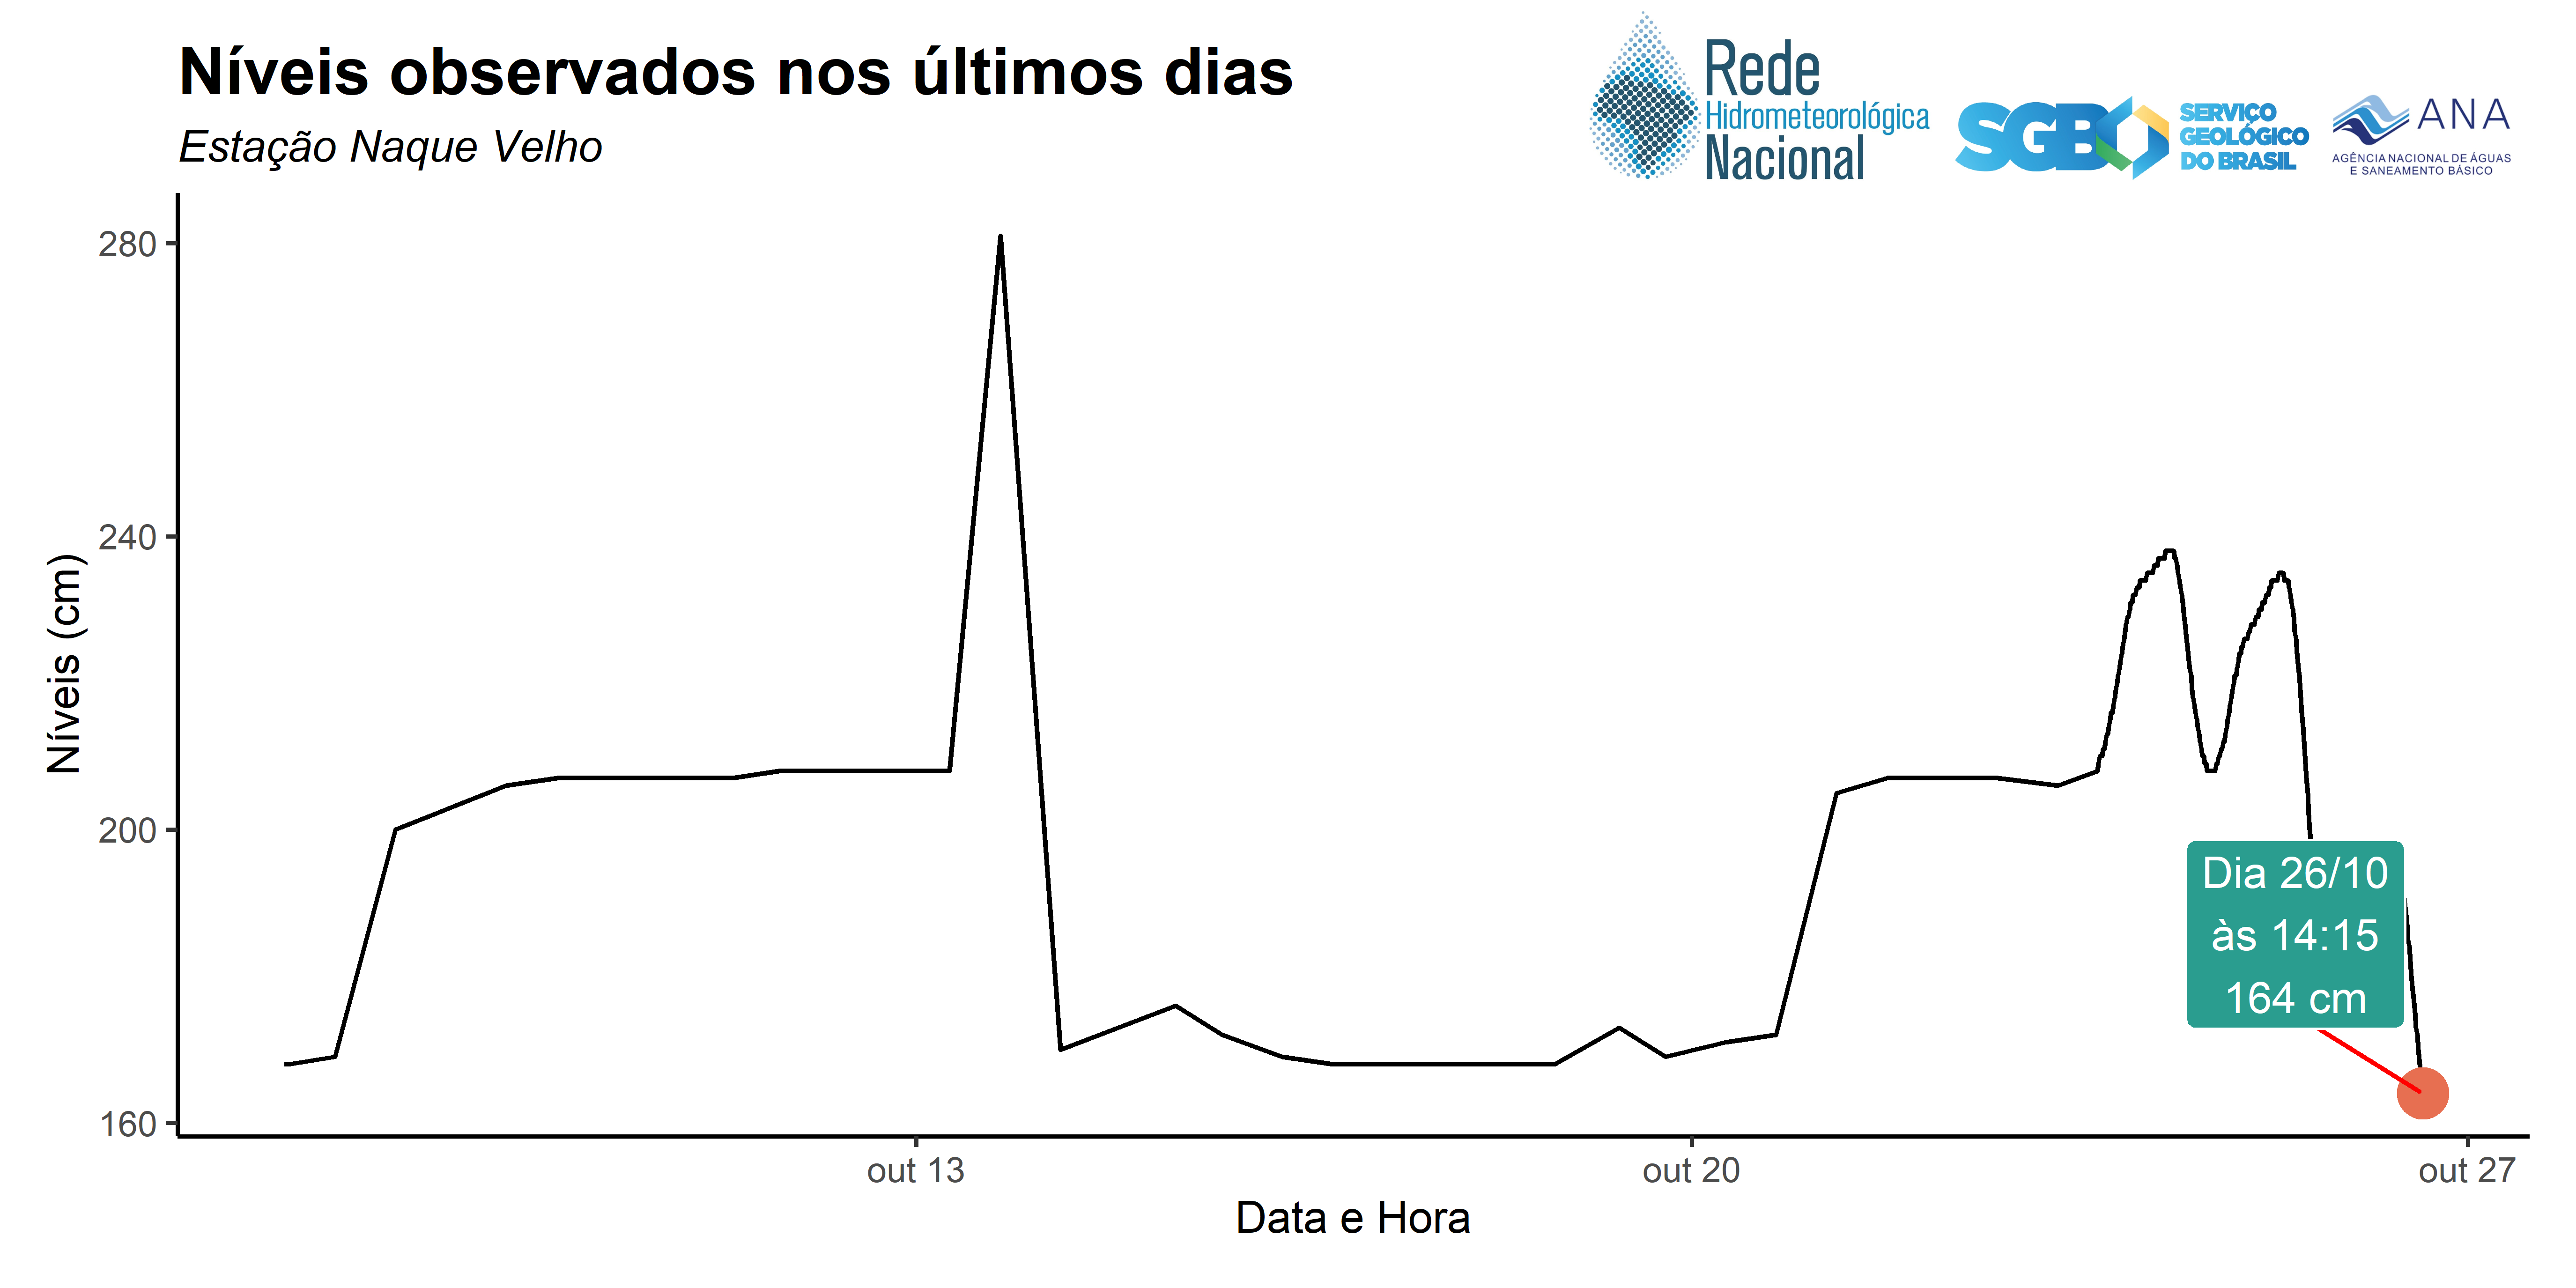 Níveis observados nos últimos dias
Estação Naque Velho
Rede
Hidrometeorológica
Nacional
SGB
SERVIÇO
GEOLÓGICO
DO BRASIL
ANA
AGÊNCIA NACIONAL DE ÁGUAS
E SANEAMENTO BÁSICO
Níveis (cm)
280
240
200
160
Dia 26/10
às 14:15
164 cm
out 13
out 20
out 27
Data e Hora